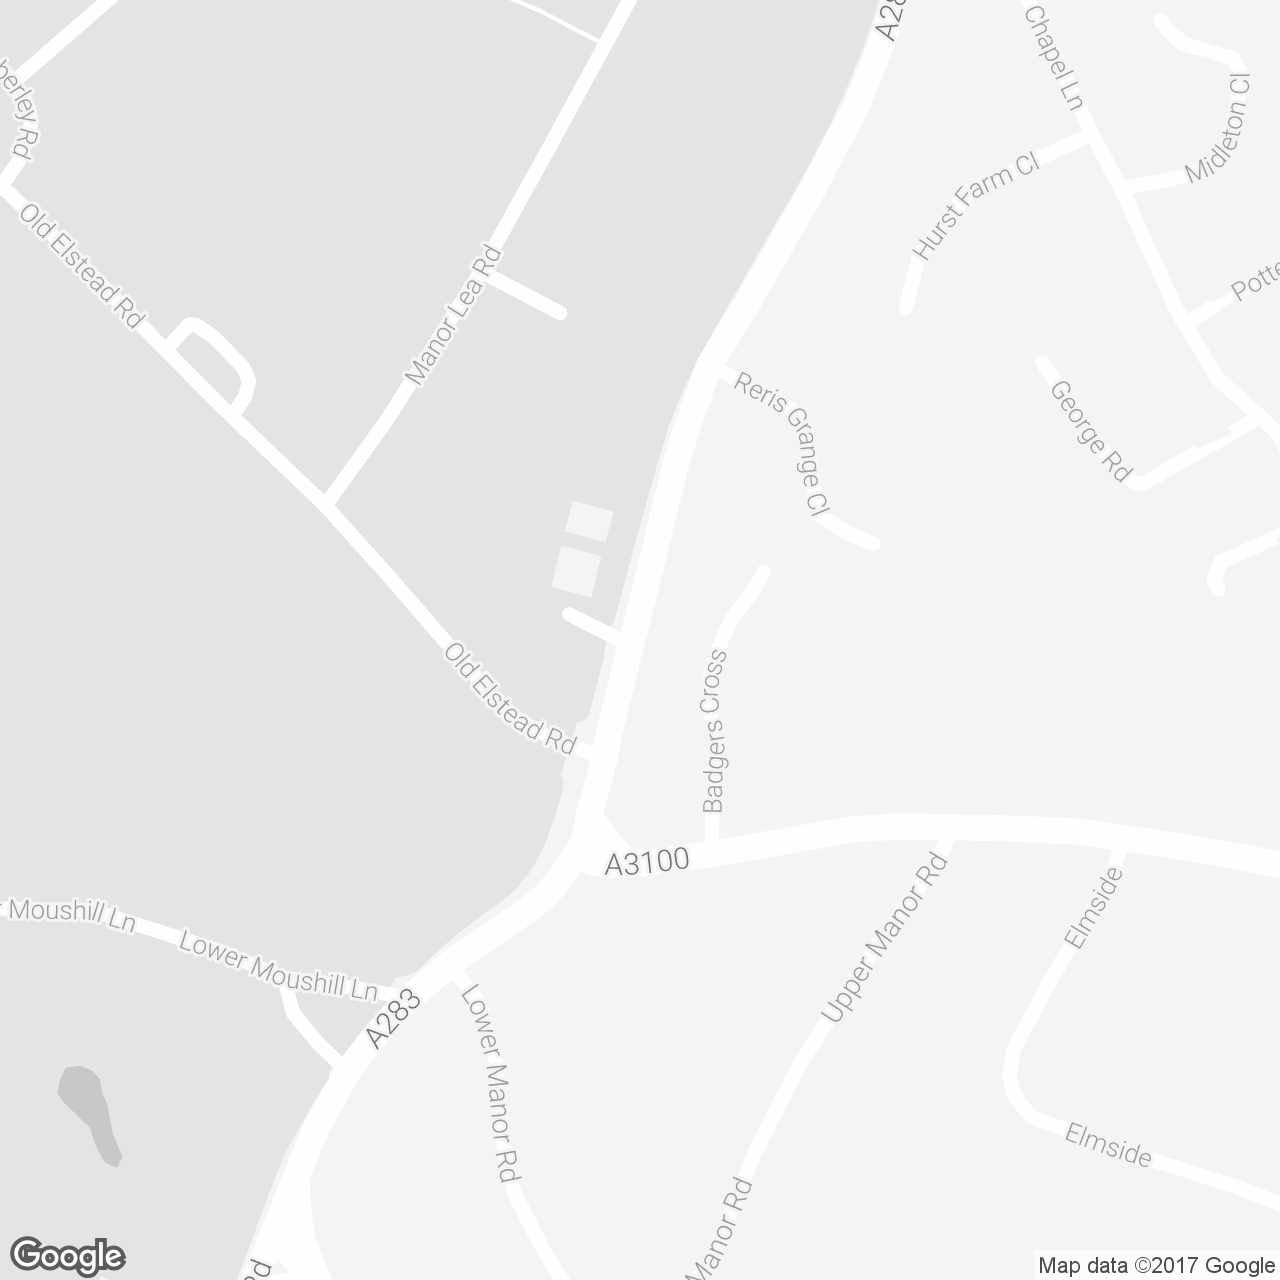 A28
Chapel Ln
Midleton Cl
berley Rd
Hurst Farm Cl
Old Elstead Rd
Manor Lea Rd
Potte
Reris Grange Cl
George Rd
Old Elstead Rd
Badgers Cross
A3100
Upper Manor Rd
Elmside
Moushill Ln
Lower Moushill Ln
A283
Lower Manor Rd
Elmside
Manor Rd
Rd
Google
Map data ©2017 Google